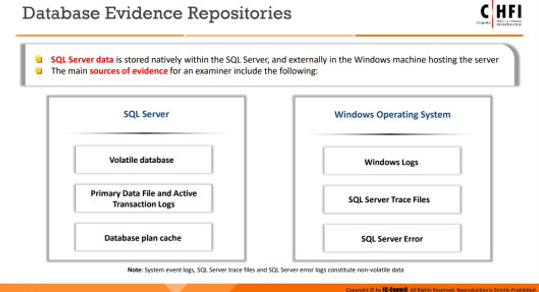 Database Evidence Repositories
CHFI
SQL Server data is stored natively within the SQL Server, and externally in the Windows machine hosting the server
The main sources of evidence for an examiner include the following:
SQL Server
Volatile database
Primary Data File and Active
Transaction Logs
Database plan cache
Windows Operating System
Windows Logs
SQL Server Trace Files
SQL Server Error
Note: System event logs, SQL Server trace files and SQL Server error logs constitute non-volatile data
Copyright © by EC-Council. All Rights Reserved. Reproduction is Strictly Prohibited.